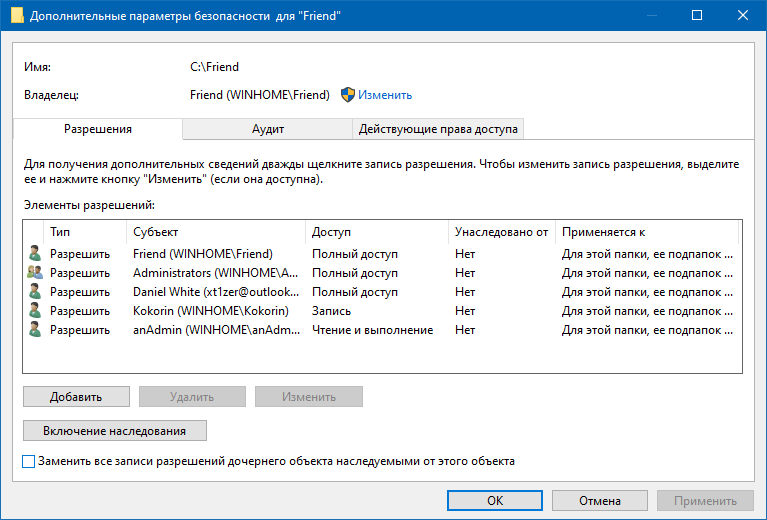 Дополнительные параметры безопасности для "Friend"
Имя: C:\Friend
Владелец: Friend (WINHOME\Friend) Изменить
Разрешения Аудит Действующие права доступа
Для получения дополнительных сведений дважды щелкните запись разрешения. Чтобы изменить запись разрешения, выделите
ее и нажмите кнопку "Изменить" (если она доступна).
Элементы разрешений:
Тип Субъект Доступ Унаследовано от Применяется к
Разрешить Friend (WINHOME\Friend) Полный доступ Нет Для этой папки, ее подпапок ...
Разрешить Administrators (WINHOME\A... Полный доступ Нет Для этой папки, ее подпапок ...
Разрешить Daniel White (xt1zer@outlook... Полный доступ Нет Для этой папки, ее подпапок ...
Разрешить Kokorin (WINHOME\Kokorin) Запись Нет Для этой папки, ее подпапок ...
Разрешить anAdmin (WINHOME\anAdm... Чтение и выполнение Нет Для этой папки, ее подпапок ...
Добавить Удалить Изменить
Включение наследования
Заменить все записи разрешений дочернего объекта наследуемыми от этого объекта
ОК Отмена Применить